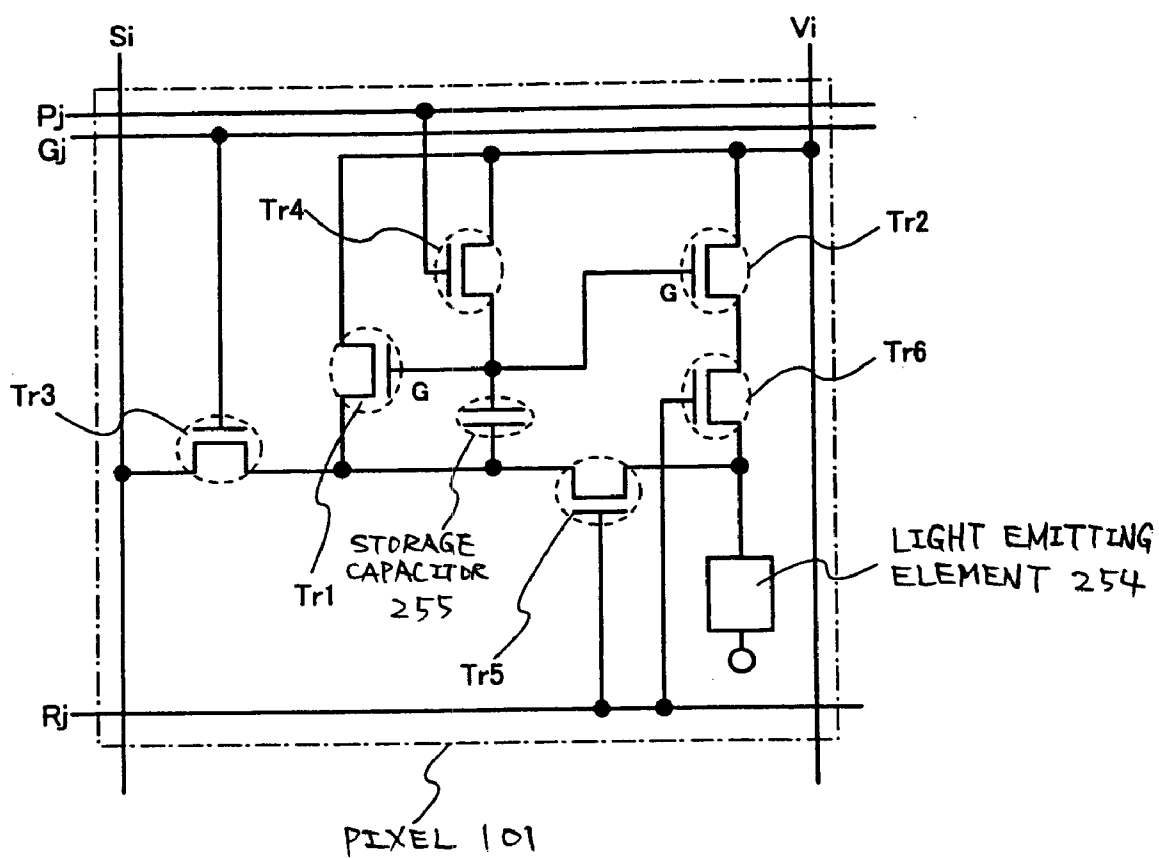 Si
Vi
Pj
Gj
Tr4
Tr2
G
Tr6
Tr3
G
STORAGE
CAPACITOR
255
Tr1
LIGHT EMITTING
ELEMENT 254
Tr5
Rj
PIXEL 101